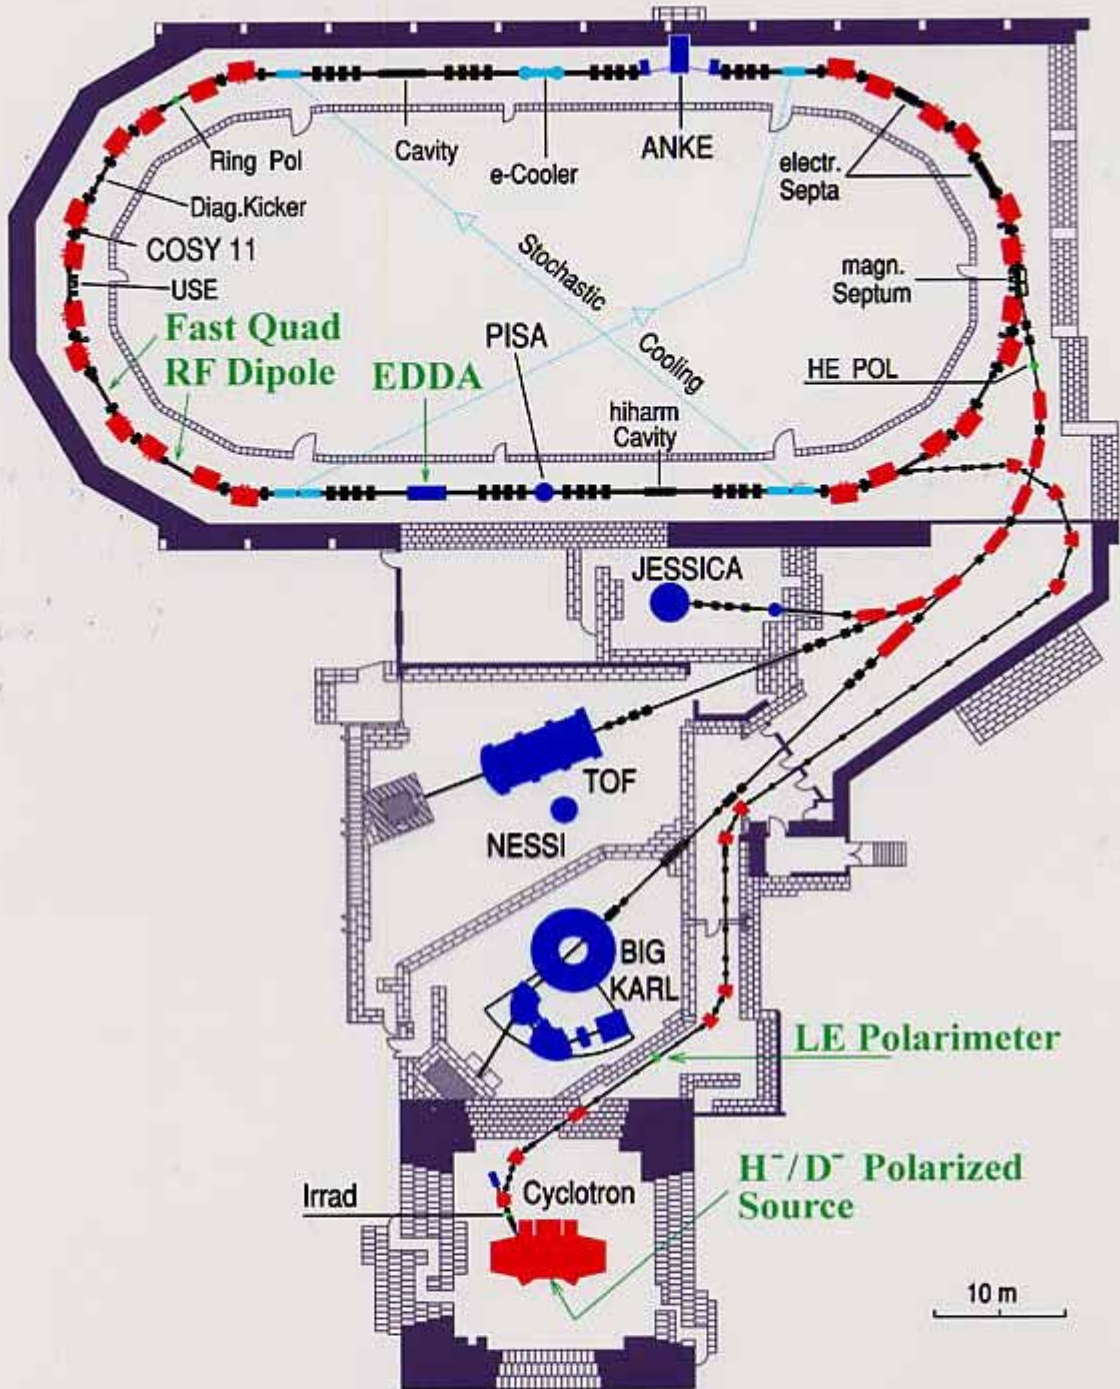 Ring Pol
Cavity
e-Cooler
ANKE
electr.
Septa
Diag.Kicker
COSY 11
USE
Stochastic
Cooling
magn.
Septum
Fast Quad
RF Dipole
EDDA
PISA
hiharm
Cavity
HE POL
JESSICA
TOF
NESSI
BIG
KARL
LE Polarimeter
H⁻/D⁻ Polarized
Source
Irrad
Cyclotron
10 m